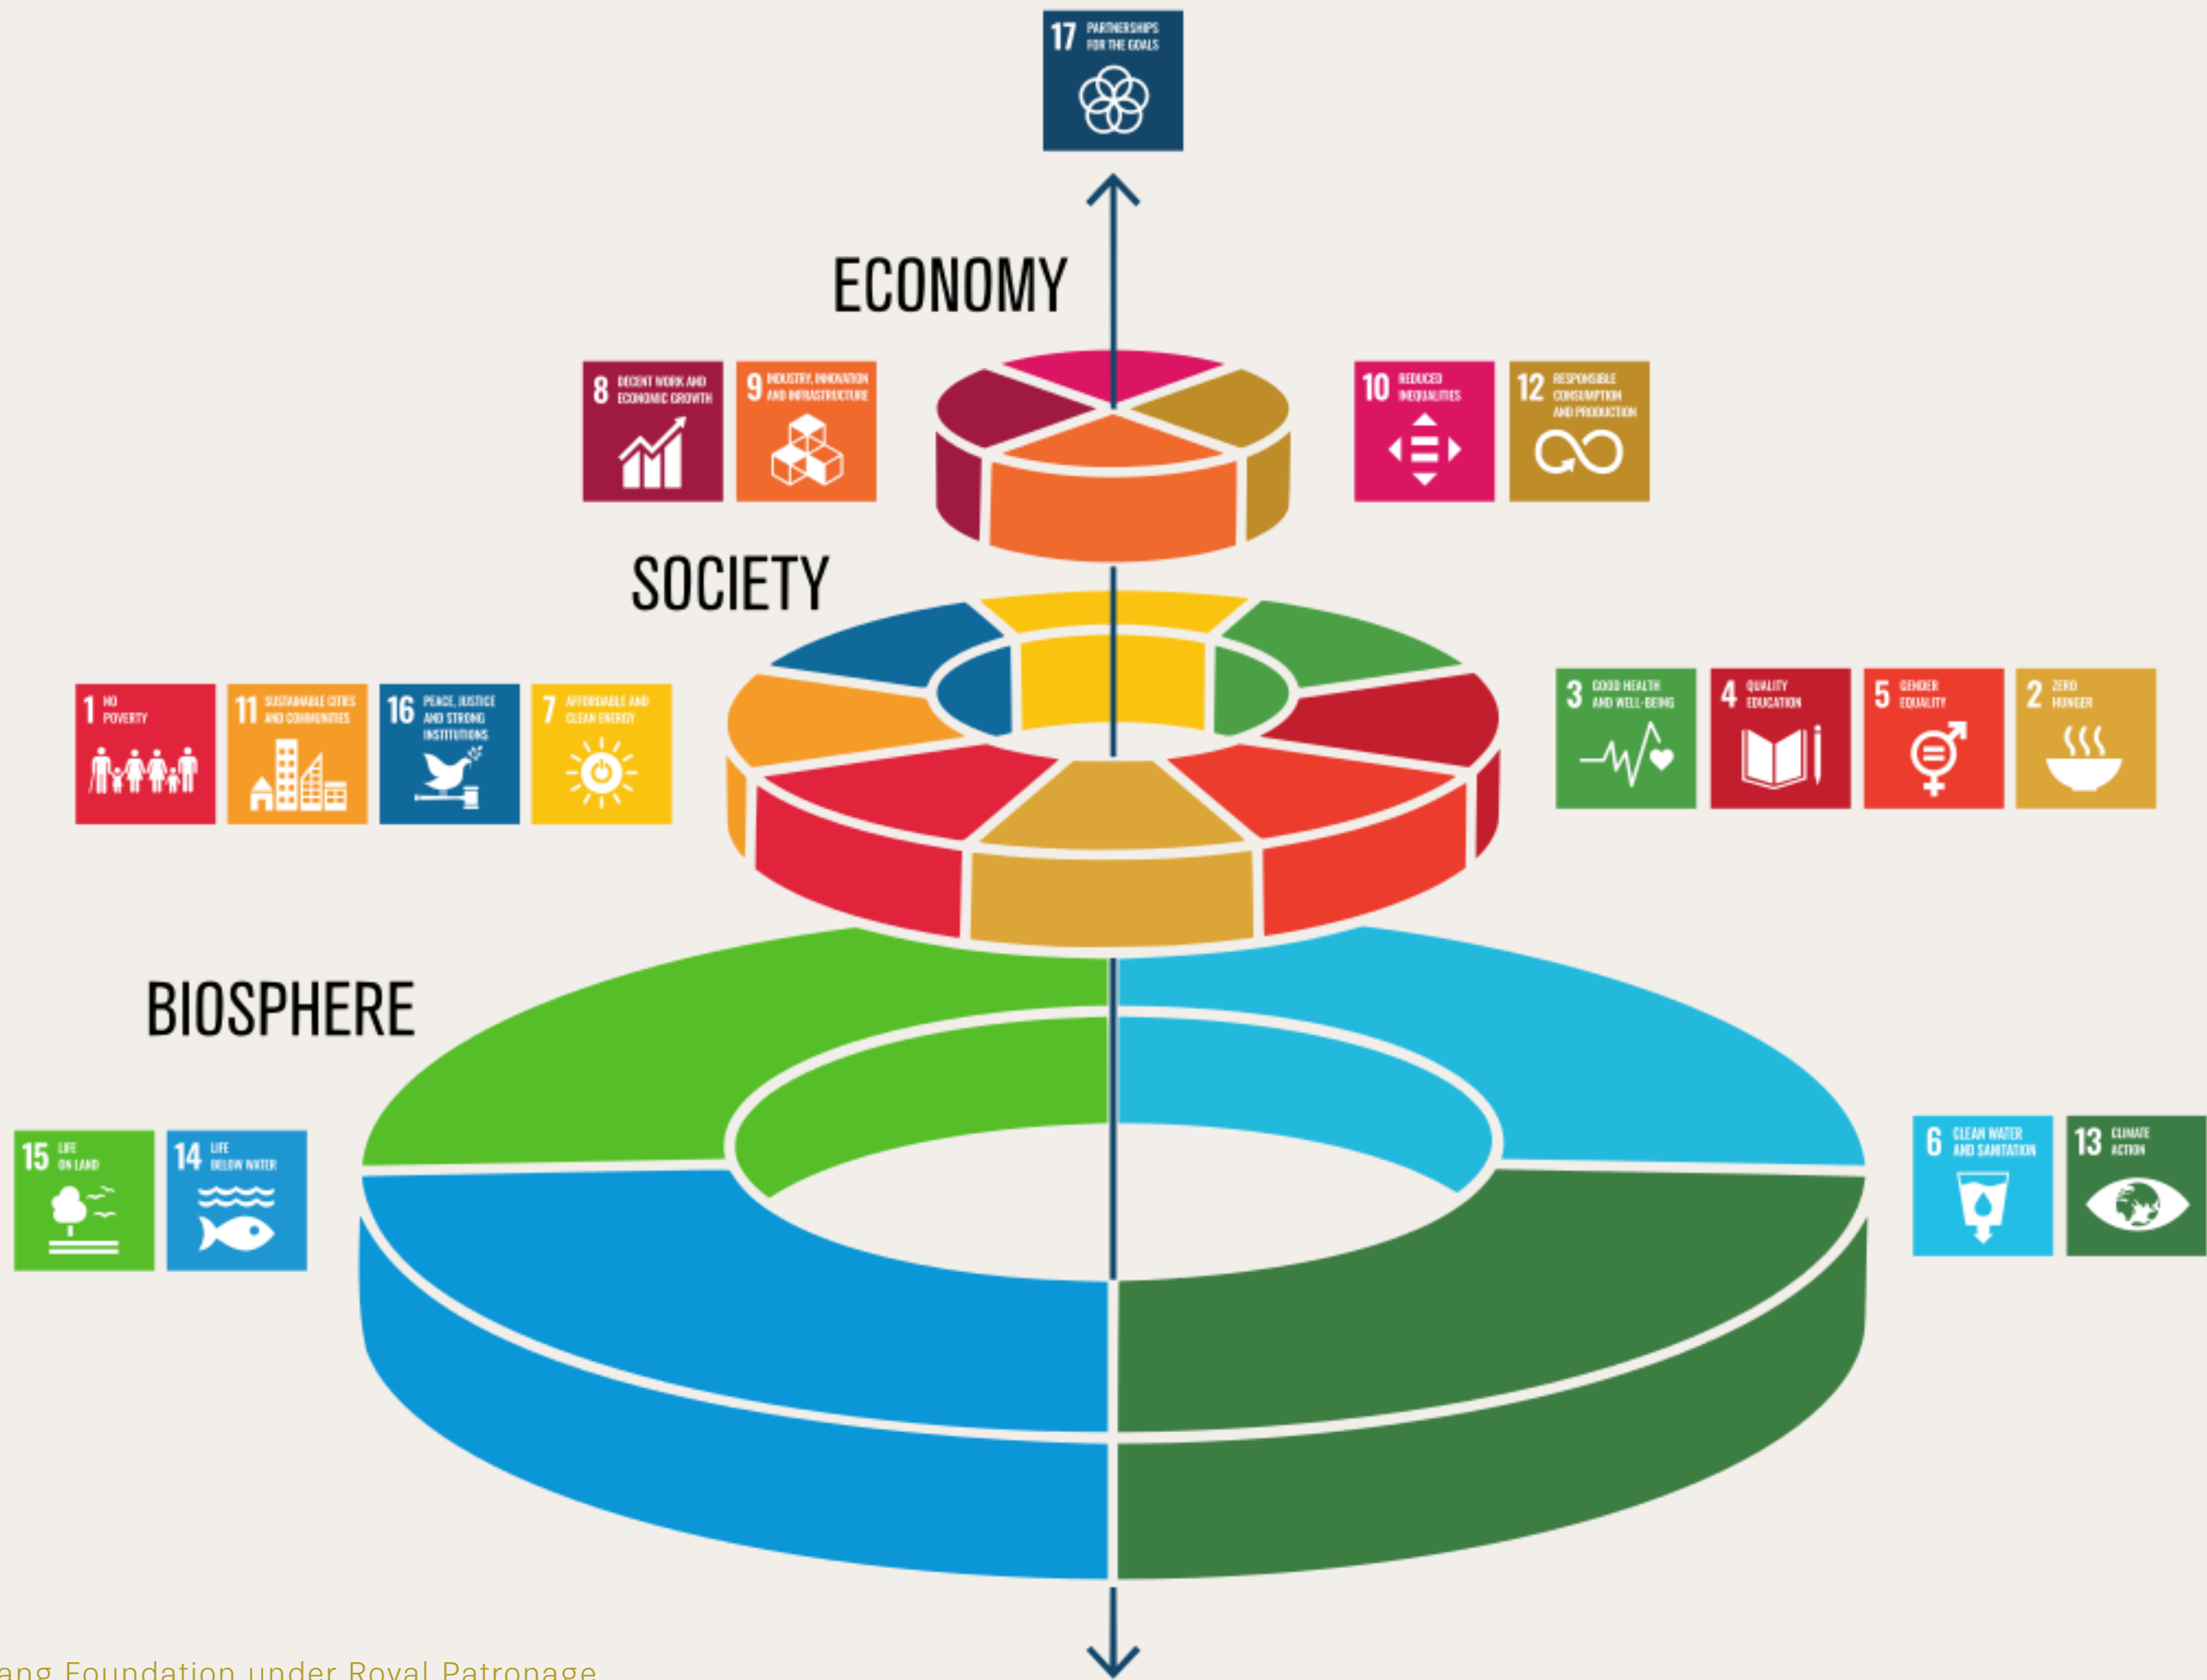 17 PARTNERSHIPS
FOR THE GOALS
ECONOMY
8 DECENT WORK AND
ECONOMIC GROWTH
9 INDUSTRY, INNOVATION
AND INFRASTRUCTURE
10 REDUCED
INEQUALITIES
12 RESPONSIBLE
CONSUMPTION
AND PRODUCTION
SOCIETY
1 NO
POVERTY
11 SUSTAINABLE CITIES
AND COMMUNITIES
16 PEACE, JUSTICE
AND STRONG
INSTITUTIONS
7 AFFORDABLE AND
CLEAN ENERGY
3 GOOD HEALTH
AND WELL-BEING
4 QUALITY
EDUCATION
5 GENDER
EQUALITY
2 ZERO
HUNGER
BIOSPHERE
15 LIFE
ON LAND
14 LIFE
BELOW WATER
6 CLEAN WATER
AND SANITATION
13 CLIMATE
ACTION
Foundation under Royal Patronage